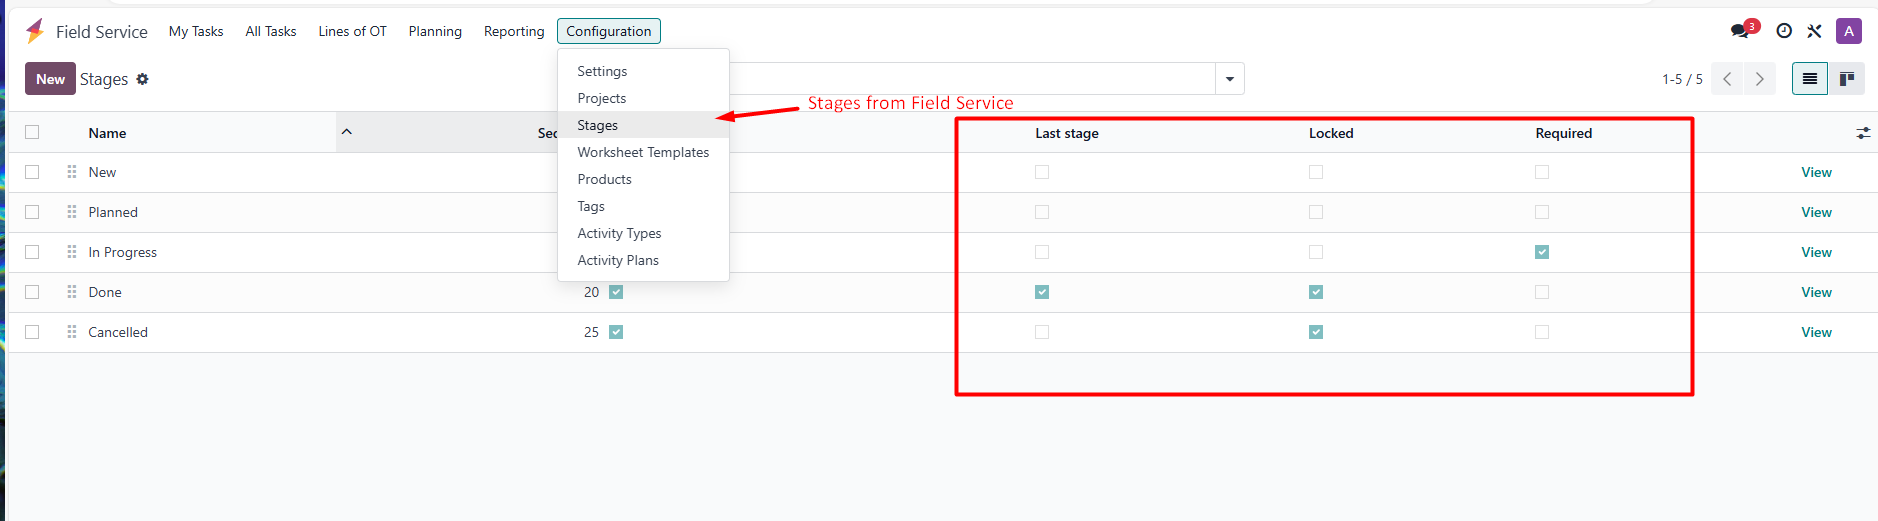 Field Service My Tasks All Tasks Lines of OT Planning Reporting Configuration 3 A
New Stages 1-5 / 5
Settings
Projects
Stages
Worksheet Templates
Products
Tags
Activity Types
Activity Plans
Stages from Field Service
Name Sec Last stage Locked Required
New View
Planned View
In Progress View
Done 20 View
Cancelled 25 View